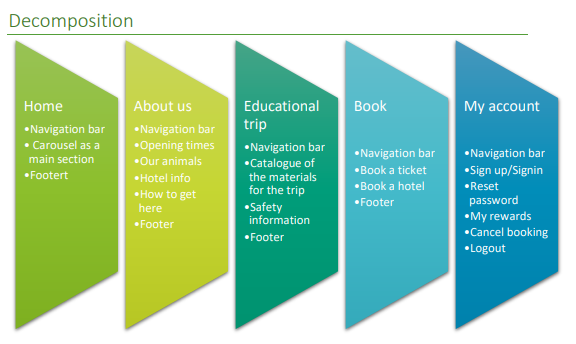 Decomposition
Home
•Navigation bar
• Carousel as a
main section
•Footert
About us
•Navigation bar
•Opening times
•Our animals
•Hotel info
•How to get
here
•Footer
Educational
trip
•Navigation bar
•Catalogue of
the materials
for the trip
•Safety
information
•Footer
Book
•Navigation bar
•Book a ticket
•Book a hotel
•Footer
My account
•Navigation bar
•Sign up/Signin
•Reset
password
•My rewards
•Cancel booking
•Logout